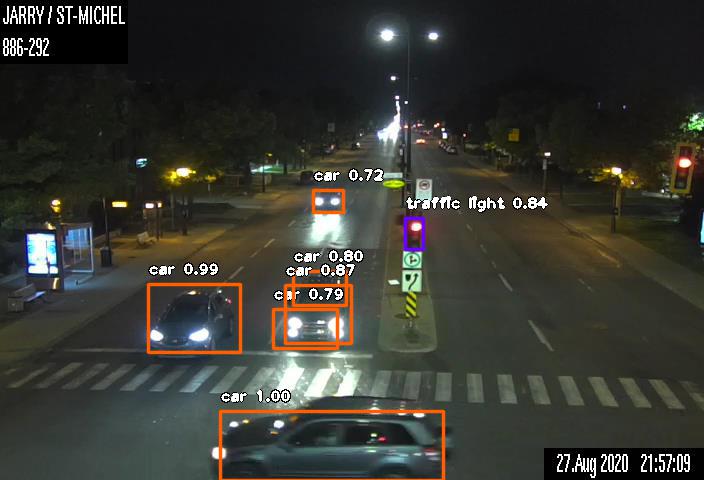 JARRY / ST-MICHEL
886-292
car 0.72
traffic light 0.84
car 0.80
car 0.87
car 0.99
car 0.79
car 1.00
27.Aug 2020 21:57:09